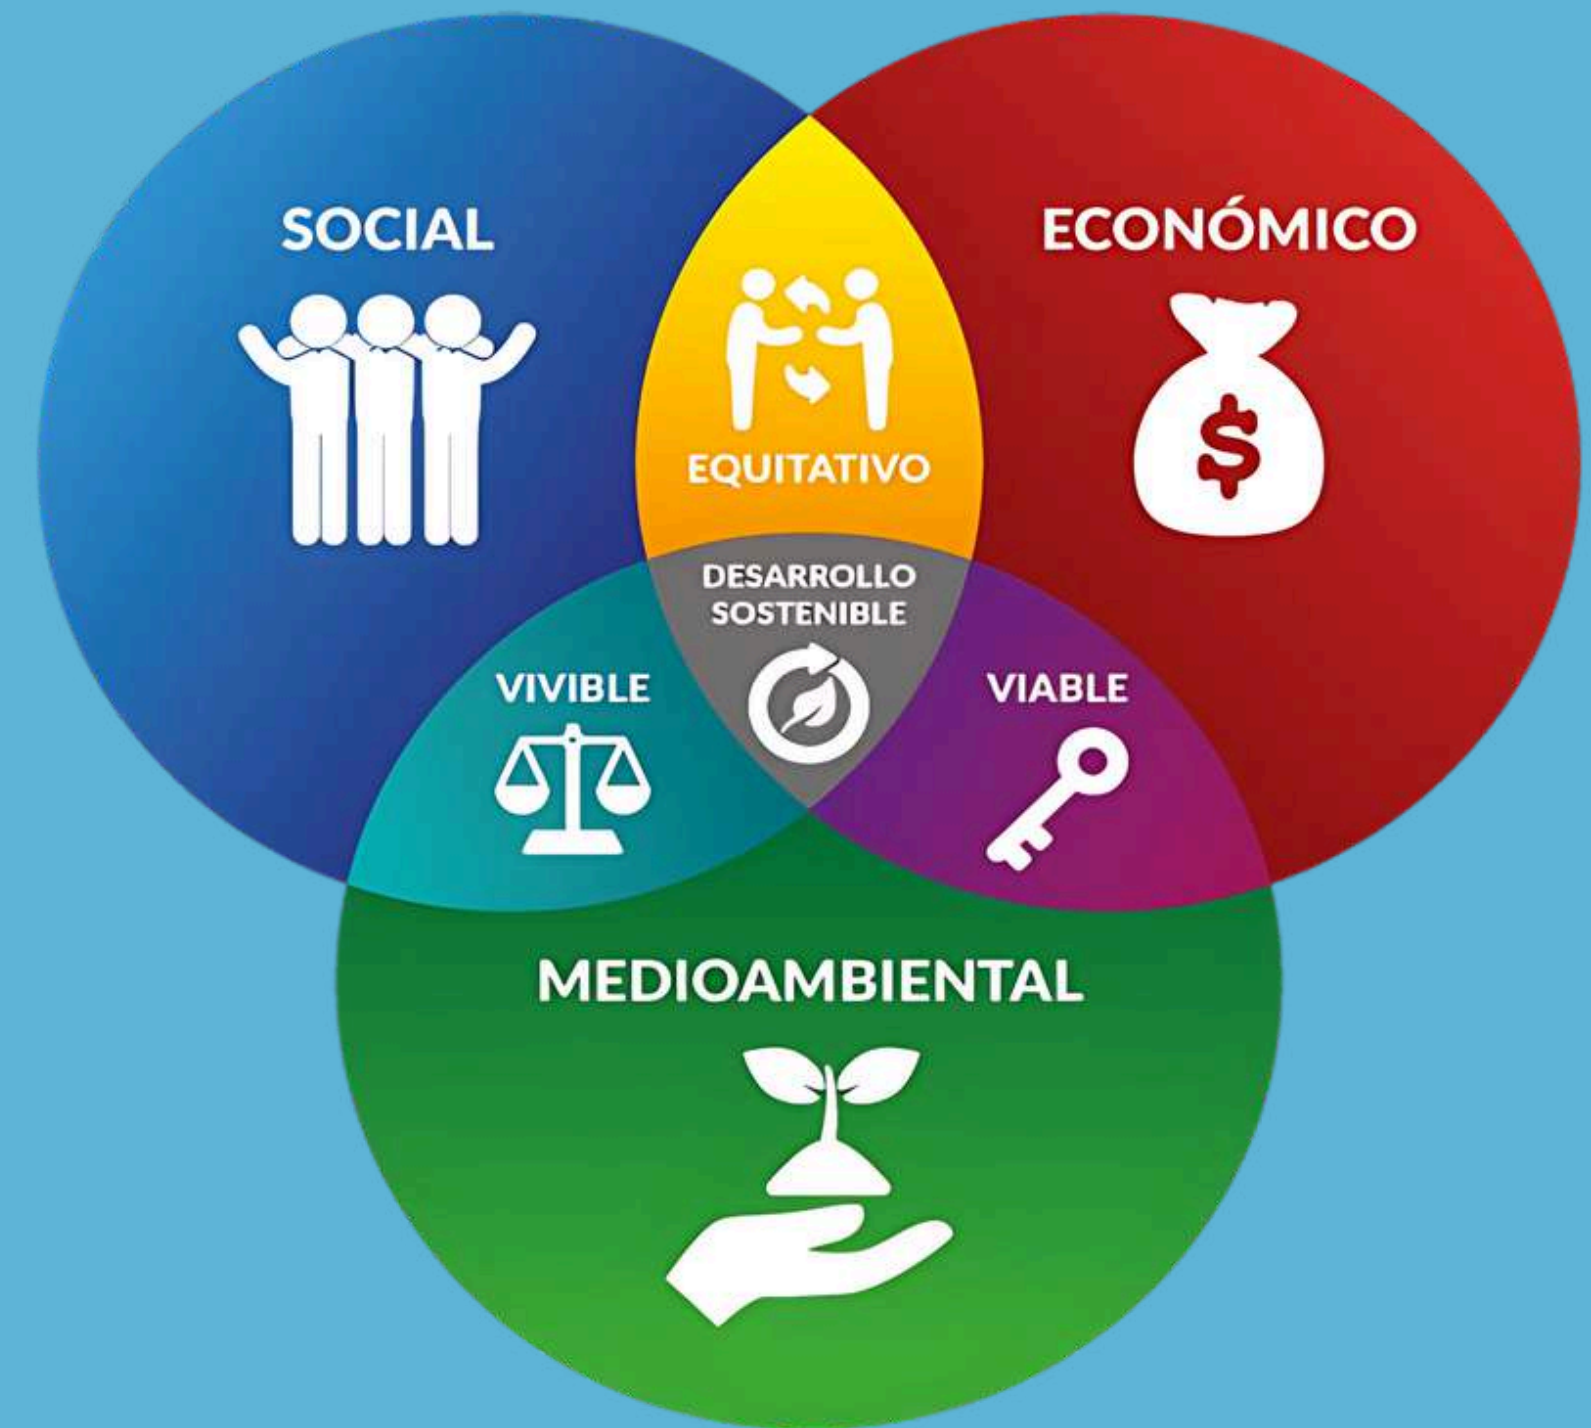 SOCIAL
ECONÓMICO
$
EQUITATIVO
DESARROLLO
SOSTENIBLE
VIVIBLE
VIABLE
MEDIOAMBIENTAL